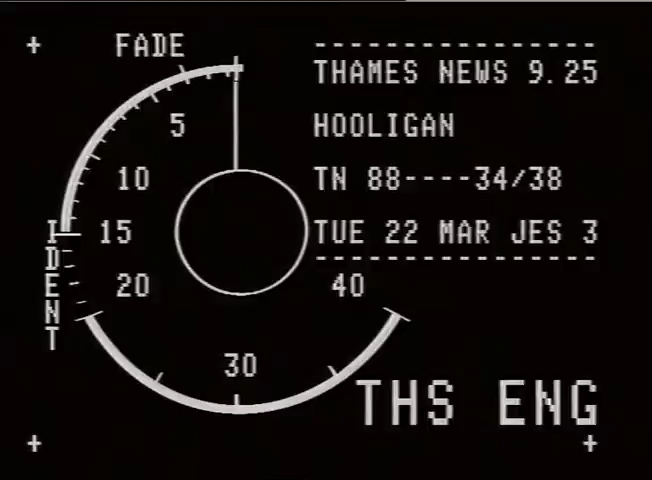 FADE
---------------
THAMES NEWS 9.25
5
HOOLIGAN
10
TN 88----34/38
IDENT
15
TUE 22 MAR JES 3
---------------
20
40
30
THS ENG